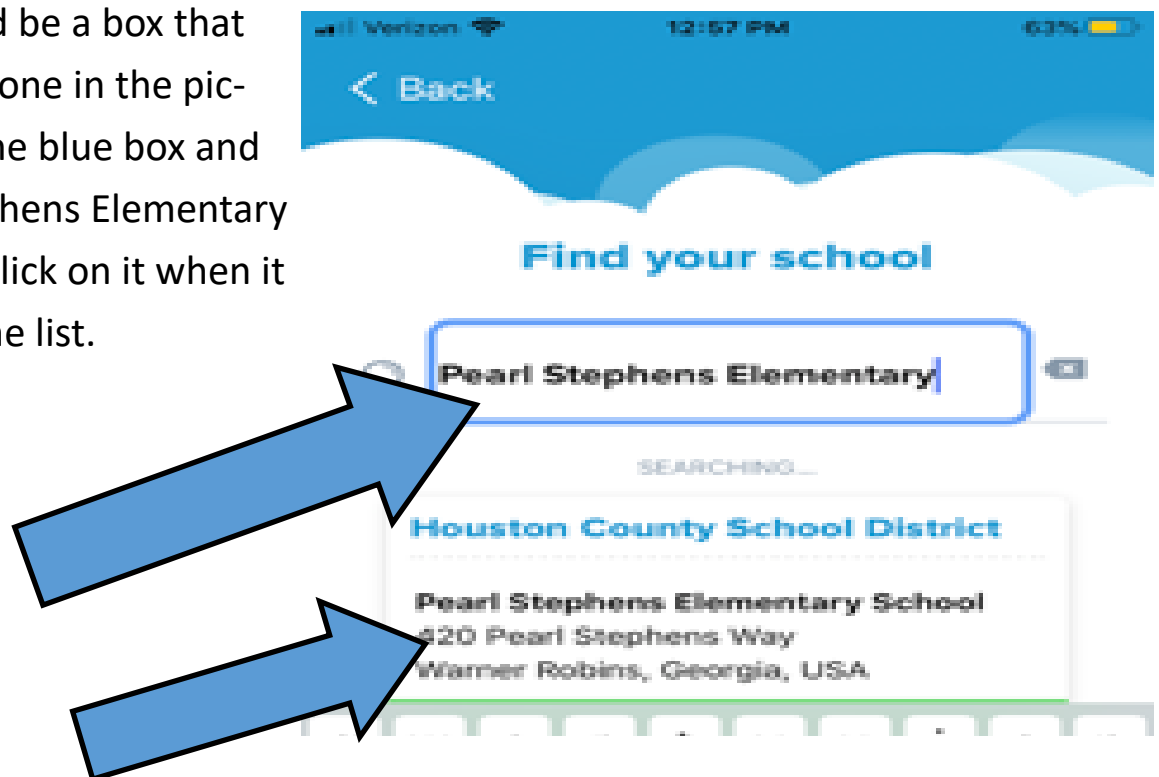 d be a box that
one in the pic-
he blue box and
hens Elementary
lick on it when it
he list.
Verizon 12:57 PM 63%
< Back
Find your school
Pearl Stephens Elementary
SEARCHING...
Houston County School District
Pearl Stephens Elementary School
420 Pearl Stephens Way
Warner Robins, Georgia, USA